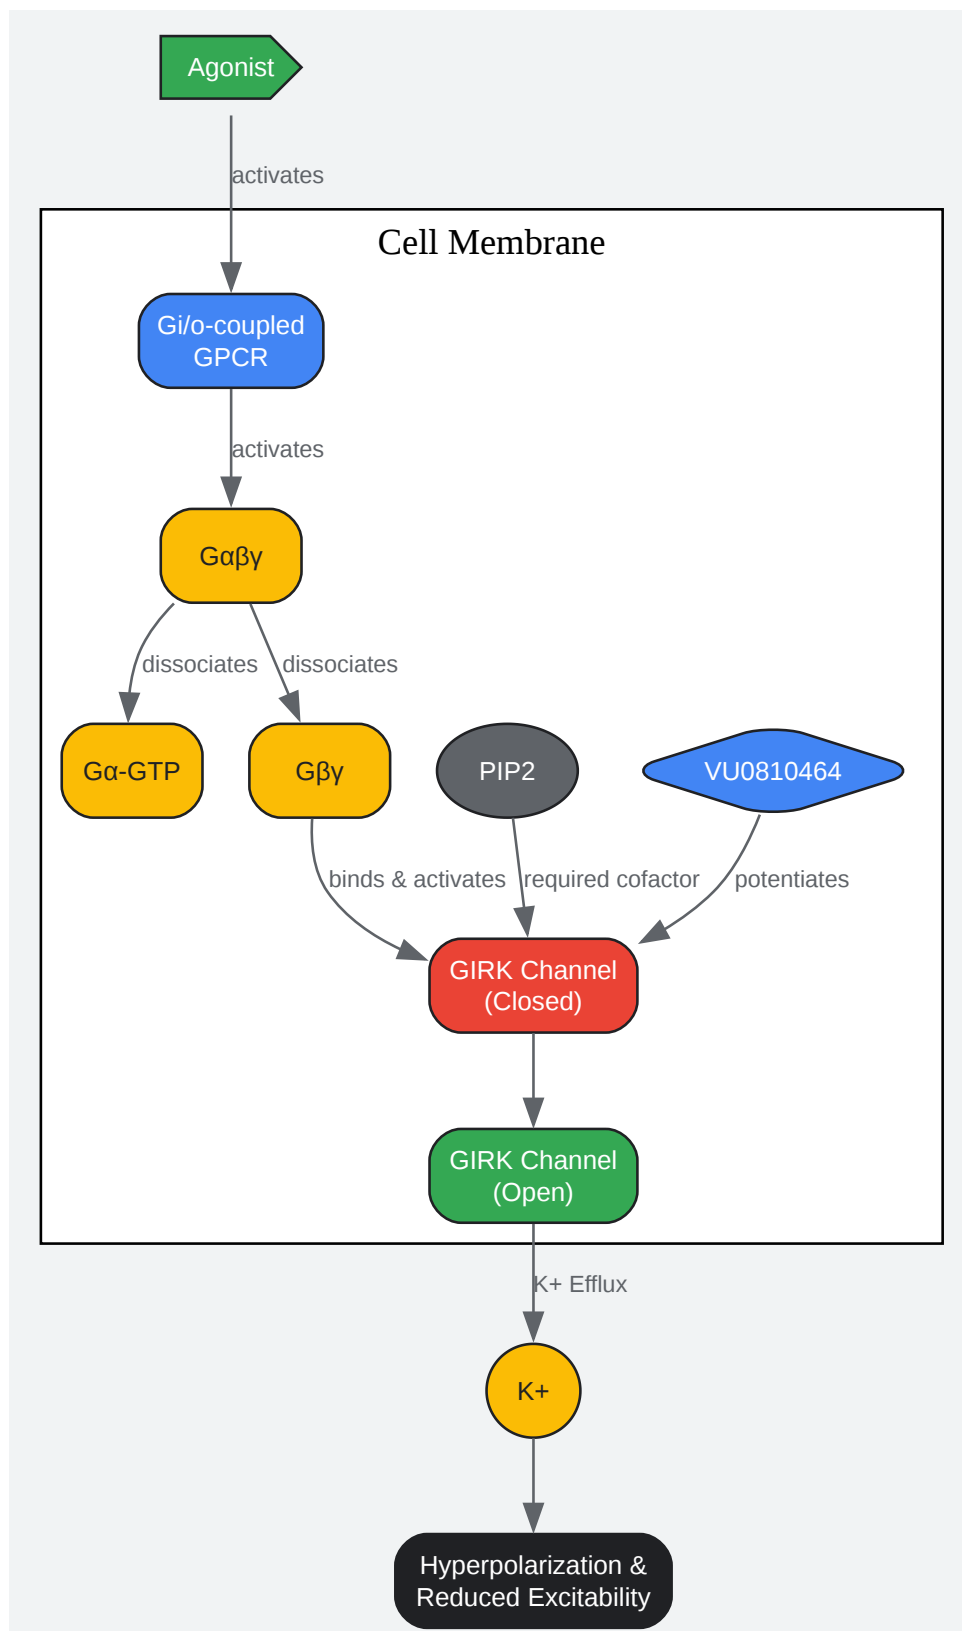 Agonist
activates
Cell Membrane
Gi/o-coupled
GPCR
activates
Gαβγ
dissociates
dissociates
Gα-GTP
Gβγ
PIP2
VU0810464
binds & activates
required cofactor
potentiates
GIRK Channel
(Closed)
GIRK Channel
(Open)
K+ Efflux
K+
Hyperpolarization &
Reduced Excitability